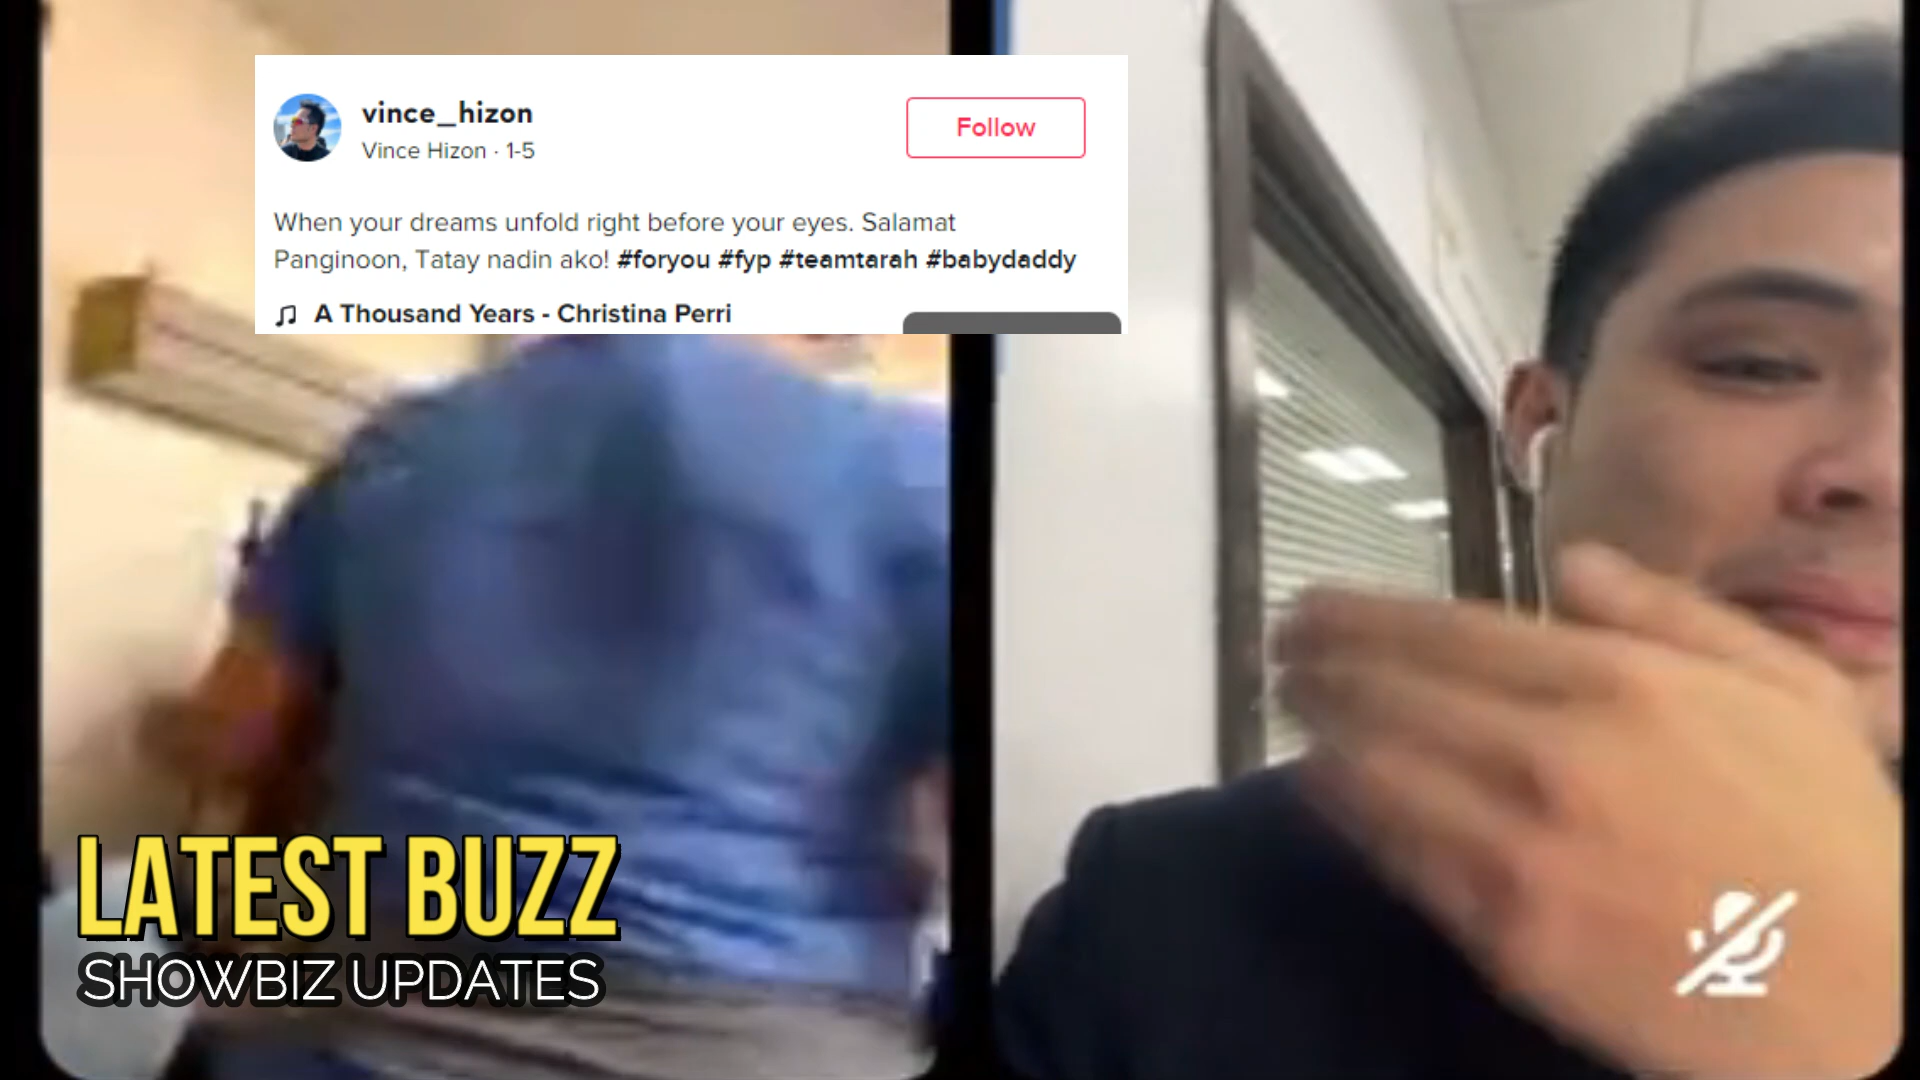 vince_hizon
Vince Hizon · 1-5
Follow
When your dreams unfold right before your eyes. Salamat
Panginoon, Tatay nadin ako! #foryou #fyp #teamtarah #babydaddy
A Thousand Years - Christina Perri
LATEST BUZZ
SHOWBIZ UPDATES